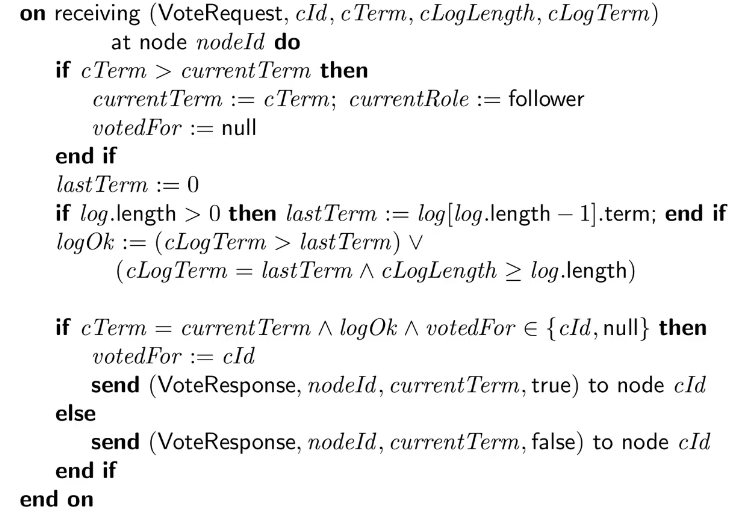 on receiving (VoteRequest, cId, cTerm, cLogLength, cLogTerm)
at node nodeId do
if cTerm > currentTerm then
currentTerm := cTerm; currentRole := follower
votedFor := null
end if
lastTerm := 0
if log.length > 0 then lastTerm := log[log.length − 1].term; end if
logOk := (cLogTerm > lastTerm) ∨
(cLogTerm = lastTerm ∧ cLogLength ≥ log.length)
if cTerm = currentTerm ∧ logOk ∧ votedFor ∈ {cId, null} then
votedFor := cId
send (VoteResponse, nodeId, currentTerm, true) to node cId
else
send (VoteResponse, nodeId, currentTerm, false) to node cId
end if
end on